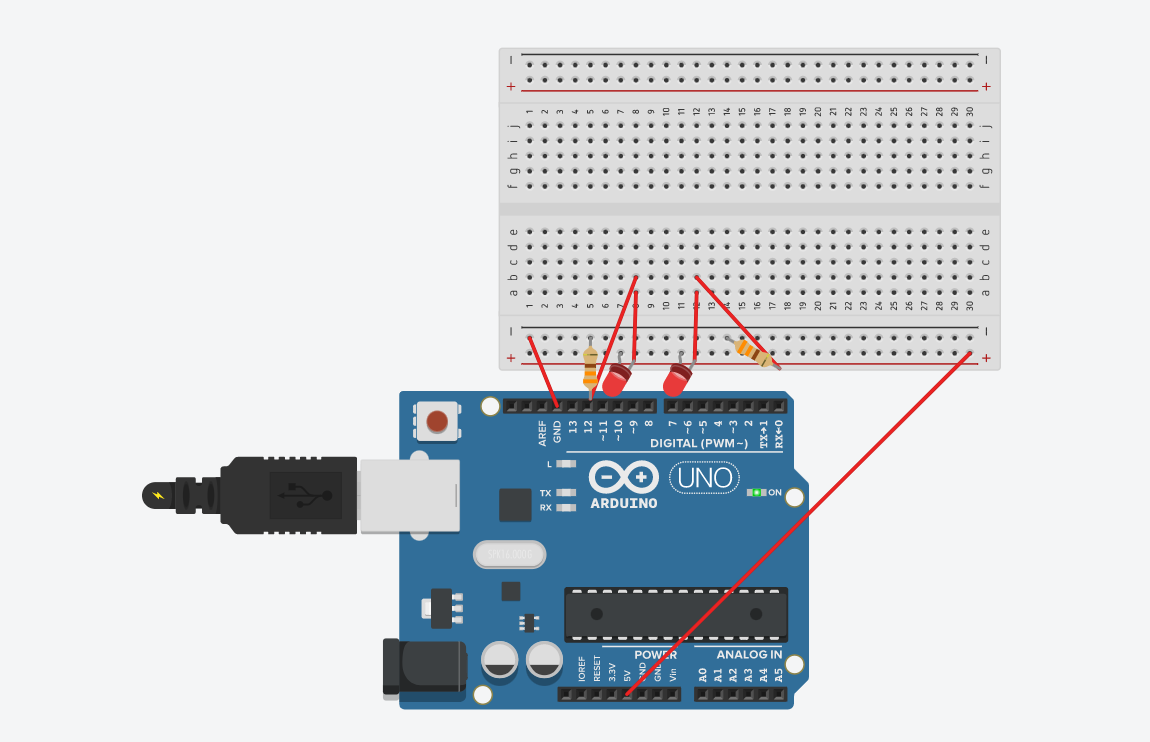 − −
+ +
1 2 3 4 5 6 7 8 9 10 11 12 13 14 15 16 17 18 19 20 21 22 23 24 25 26 27 28 29 30
j j
i i
h h
g g
f f
e e
d d
c c
b b
a a
1 2 3 4 5 6 7 8 9 10 11 12 13 14 15 16 17 18 19 20 21 22 23 24 25 26 27 28 29 30
− −
+ +
AREF GND 13 12 ~11 ~10 ~9 8 7 ~6 ~5 4 ~3 2 TX→1 RX←0
DIGITAL (PWM~)
L
TX
RX
ARDUINO
UNO
ON
POWER ANALOG IN
IOREF RESET 3.3V 5V GND GND Vin A0 A1 A2 A3 A4 A5